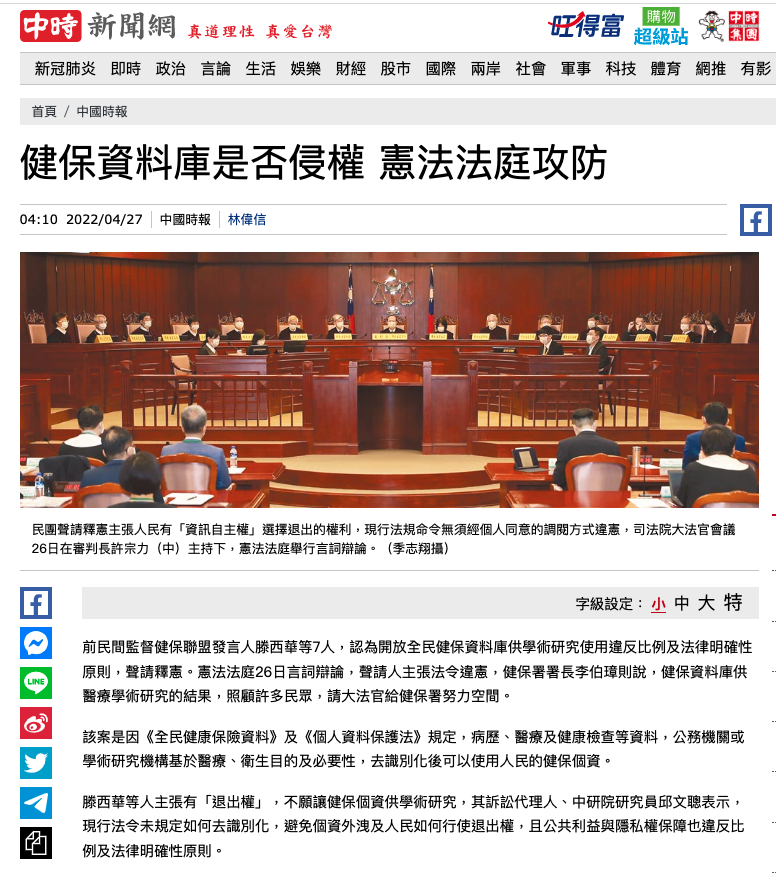 中時 新聞網 真道理性 真愛台灣
旺得富
購物
超級站
中時
集團
新冠肺炎 即時 政治 言論 生活 娛樂 財經 股市 國際 兩岸 社會 軍事 科技 體育 網推 有影
首頁 / 中國時報
健保資料庫是否侵權 憲法法庭攻防
04:10 2022/04/27 中國時報 林偉信
民團聲請釋憲主張人民有「資訊自主權」選擇退出的權利，現行法規命令無須經個人同意的調閱方式違憲，司法院大法官會議
26日在審判長許宗力（中）主持下，憲法法庭舉行言詞辯論。（季志翔攝）
字級設定： 小 中 大 特
前民間監督健保聯盟發言人滕西華等7人，認為開放全民健保資料庫供學術研究使用違反比例及法律明確性
原則，聲請釋憲。憲法法庭26日言詞辯論，聲請人主張法令違憲，健保署署長李伯璋則說，健保資料庫供
醫療學術研究的結果，照顧許多民眾，請大法官給健保署努力空間。
該案是因《全民健康保險資料》及《個人資料保護法》規定，病歷、醫療及健康檢查等資料，公務機關或
學術研究機構基於醫療、衛生目的及必要性，去識別化後可以使用人民的健保個資。
滕西華等人主張有「退出權」，不願讓健保個資供學術研究，其訴訟代理人、中研院研究員邱文聰表示，
現行法令未規定如何去識別化，避免個資外洩及人民如何行使退出權，且公共利益與隱私權保障也違反比
例及法律明確性原則。
LINE